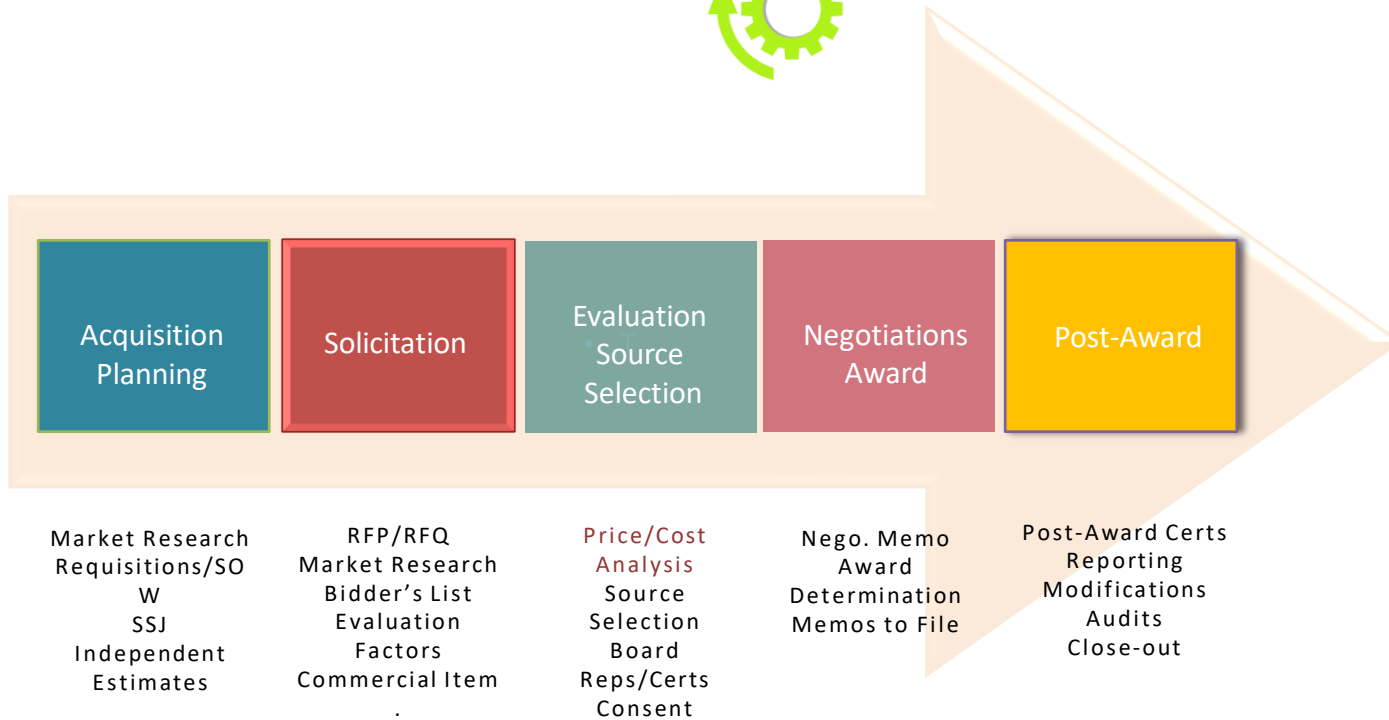 Acquisition
Planning
Solicitation
Evaluation
Source
Selection
Negotiations
Award
Post-Award
Market Research
Requisitions/SO
W
SSJ
Independent
Estimates
RFP/RFQ
Market Research
Bidder's List
Evaluation
Factors
Commercial Item
.
Price/Cost
Analysis
Source
Selection
Board
Reps/Certs
Consent
Nego. Memo
Award
Determination
Memos to File
Post-Award Certs
Reporting
Modifications
Audits
Close-out